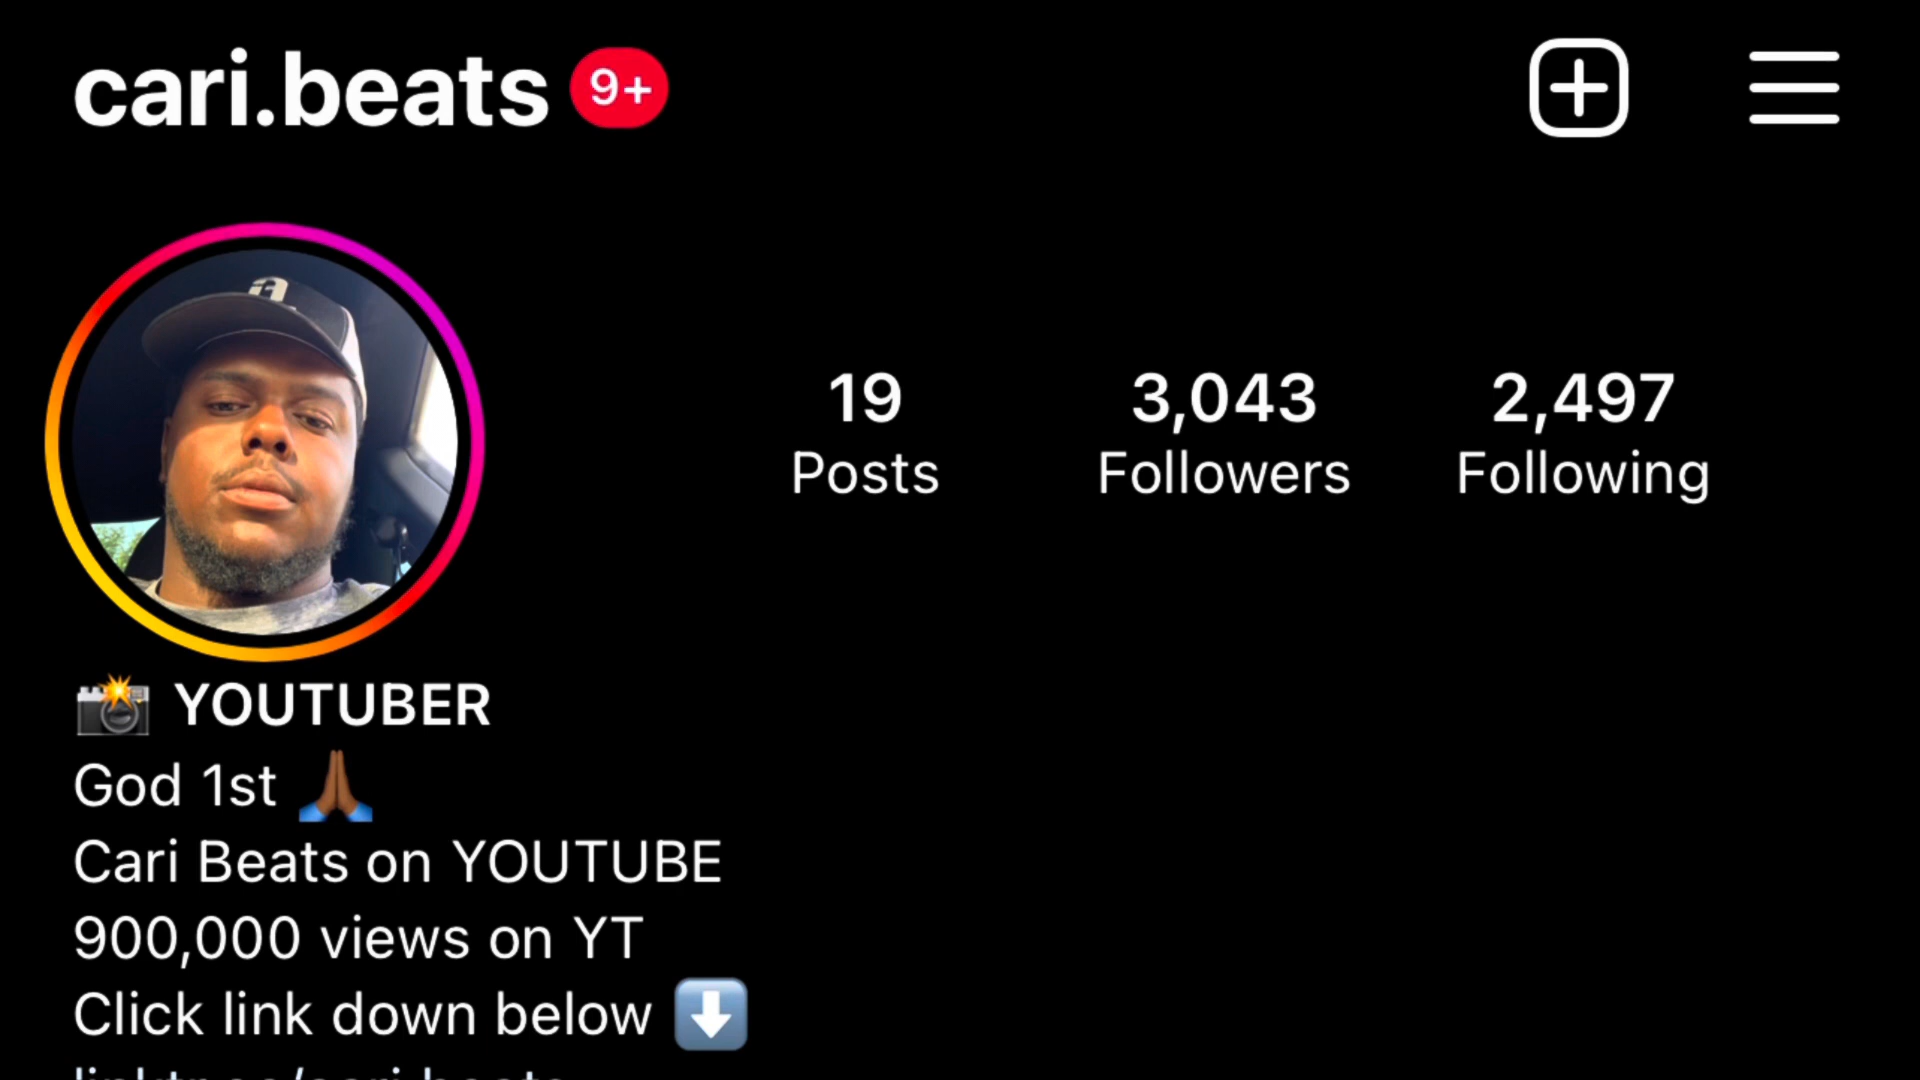 cari.beats 9+
19 3,043 2,497
Posts Followers Following
YOUTUBER
God 1st
Cari Beats on YOUTUBE
900,000 views on YT
Click link down below